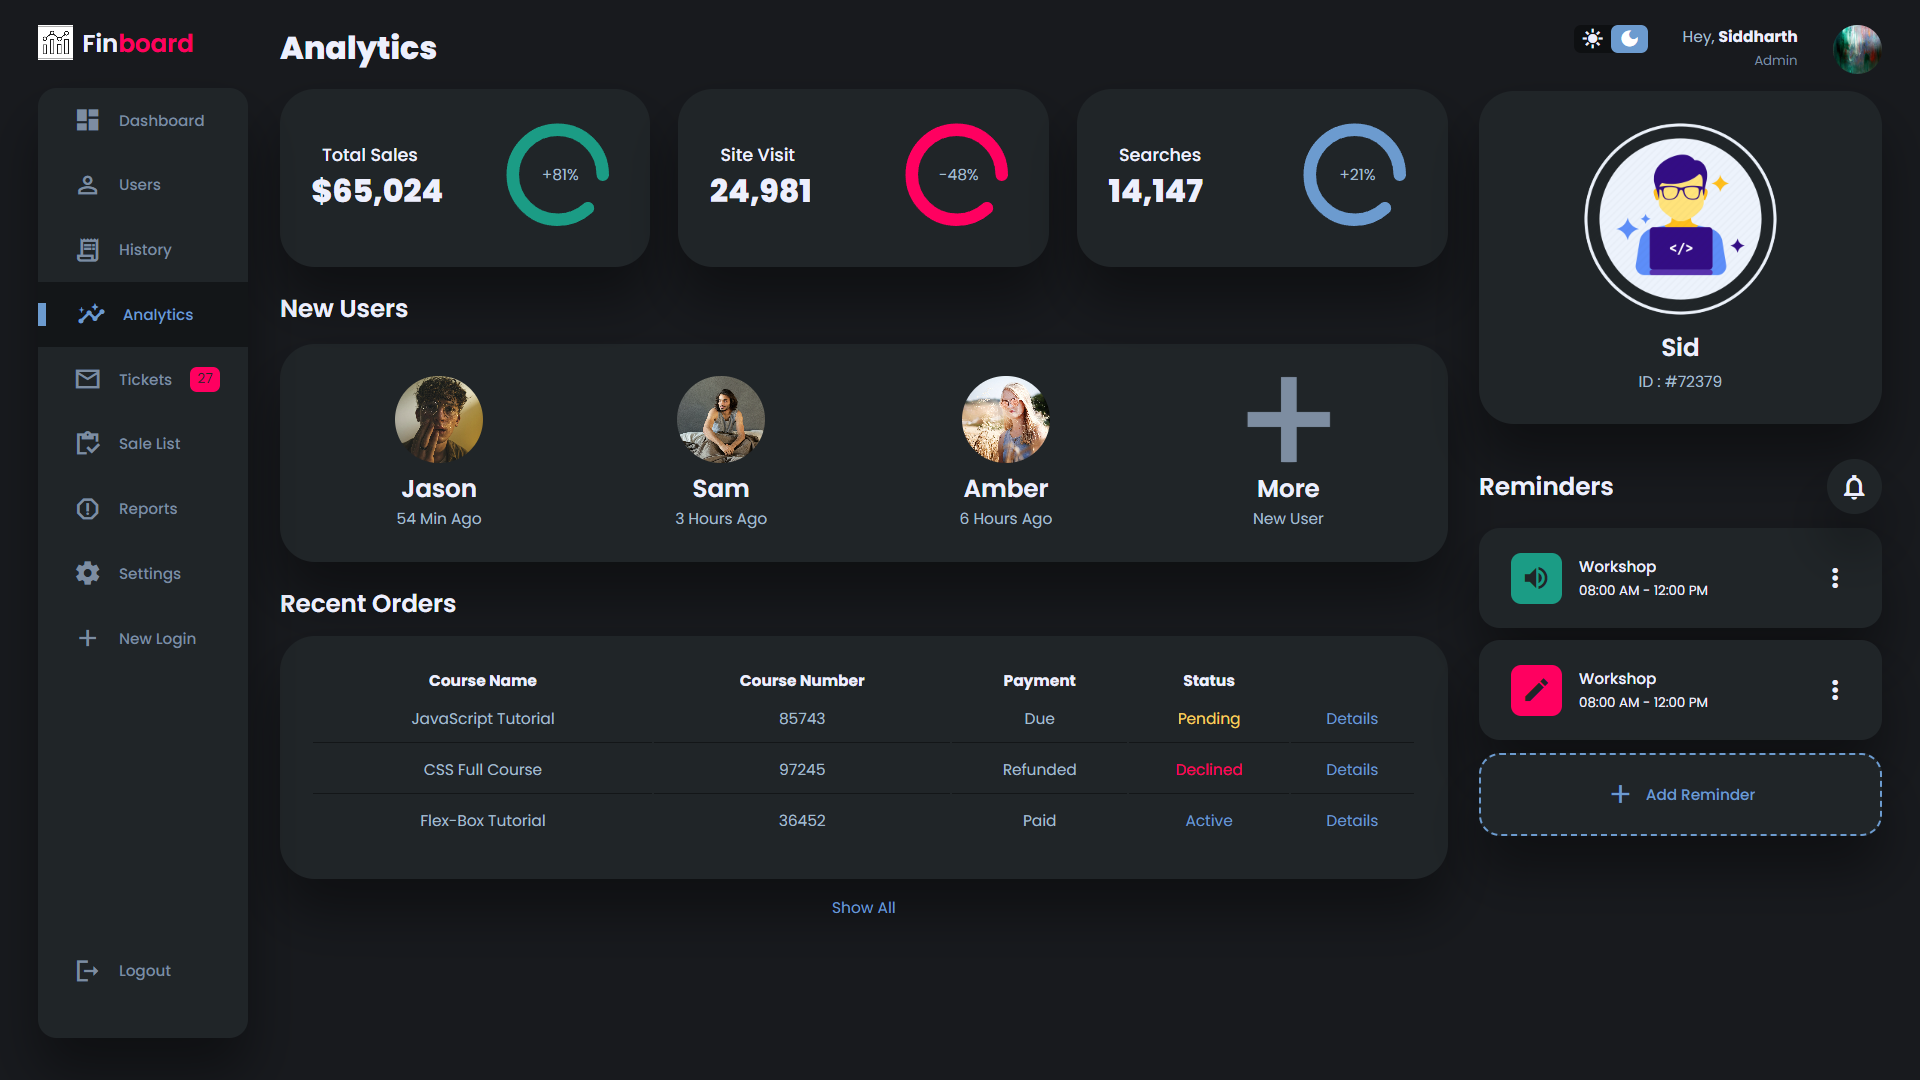 Finboard
Dashboard
Users
History
Analytics
Tickets 27
Sale List
Reports
Settings
New Login
Logout
Analytics
Total Sales
$65,024
+81%
Site Visit
24,981
-48%
Searches
14,147
+21%
New Users
Jason
54 Min Ago
Sam
3 Hours Ago
Amber
6 Hours Ago
More
New User
Recent Orders
Course Name Course Number Payment Status
JavaScript Tutorial 85743 Due Pending Details
CSS Full Course 97245 Refunded Declined Details
Flex-Box Tutorial 36452 Paid Active Details
Show All
Hey, Siddharth
Admin
</>
Sid
ID : #72379
Reminders
Workshop
08:00 AM - 12:00 PM
Workshop
08:00 AM - 12:00 PM
Add Reminder